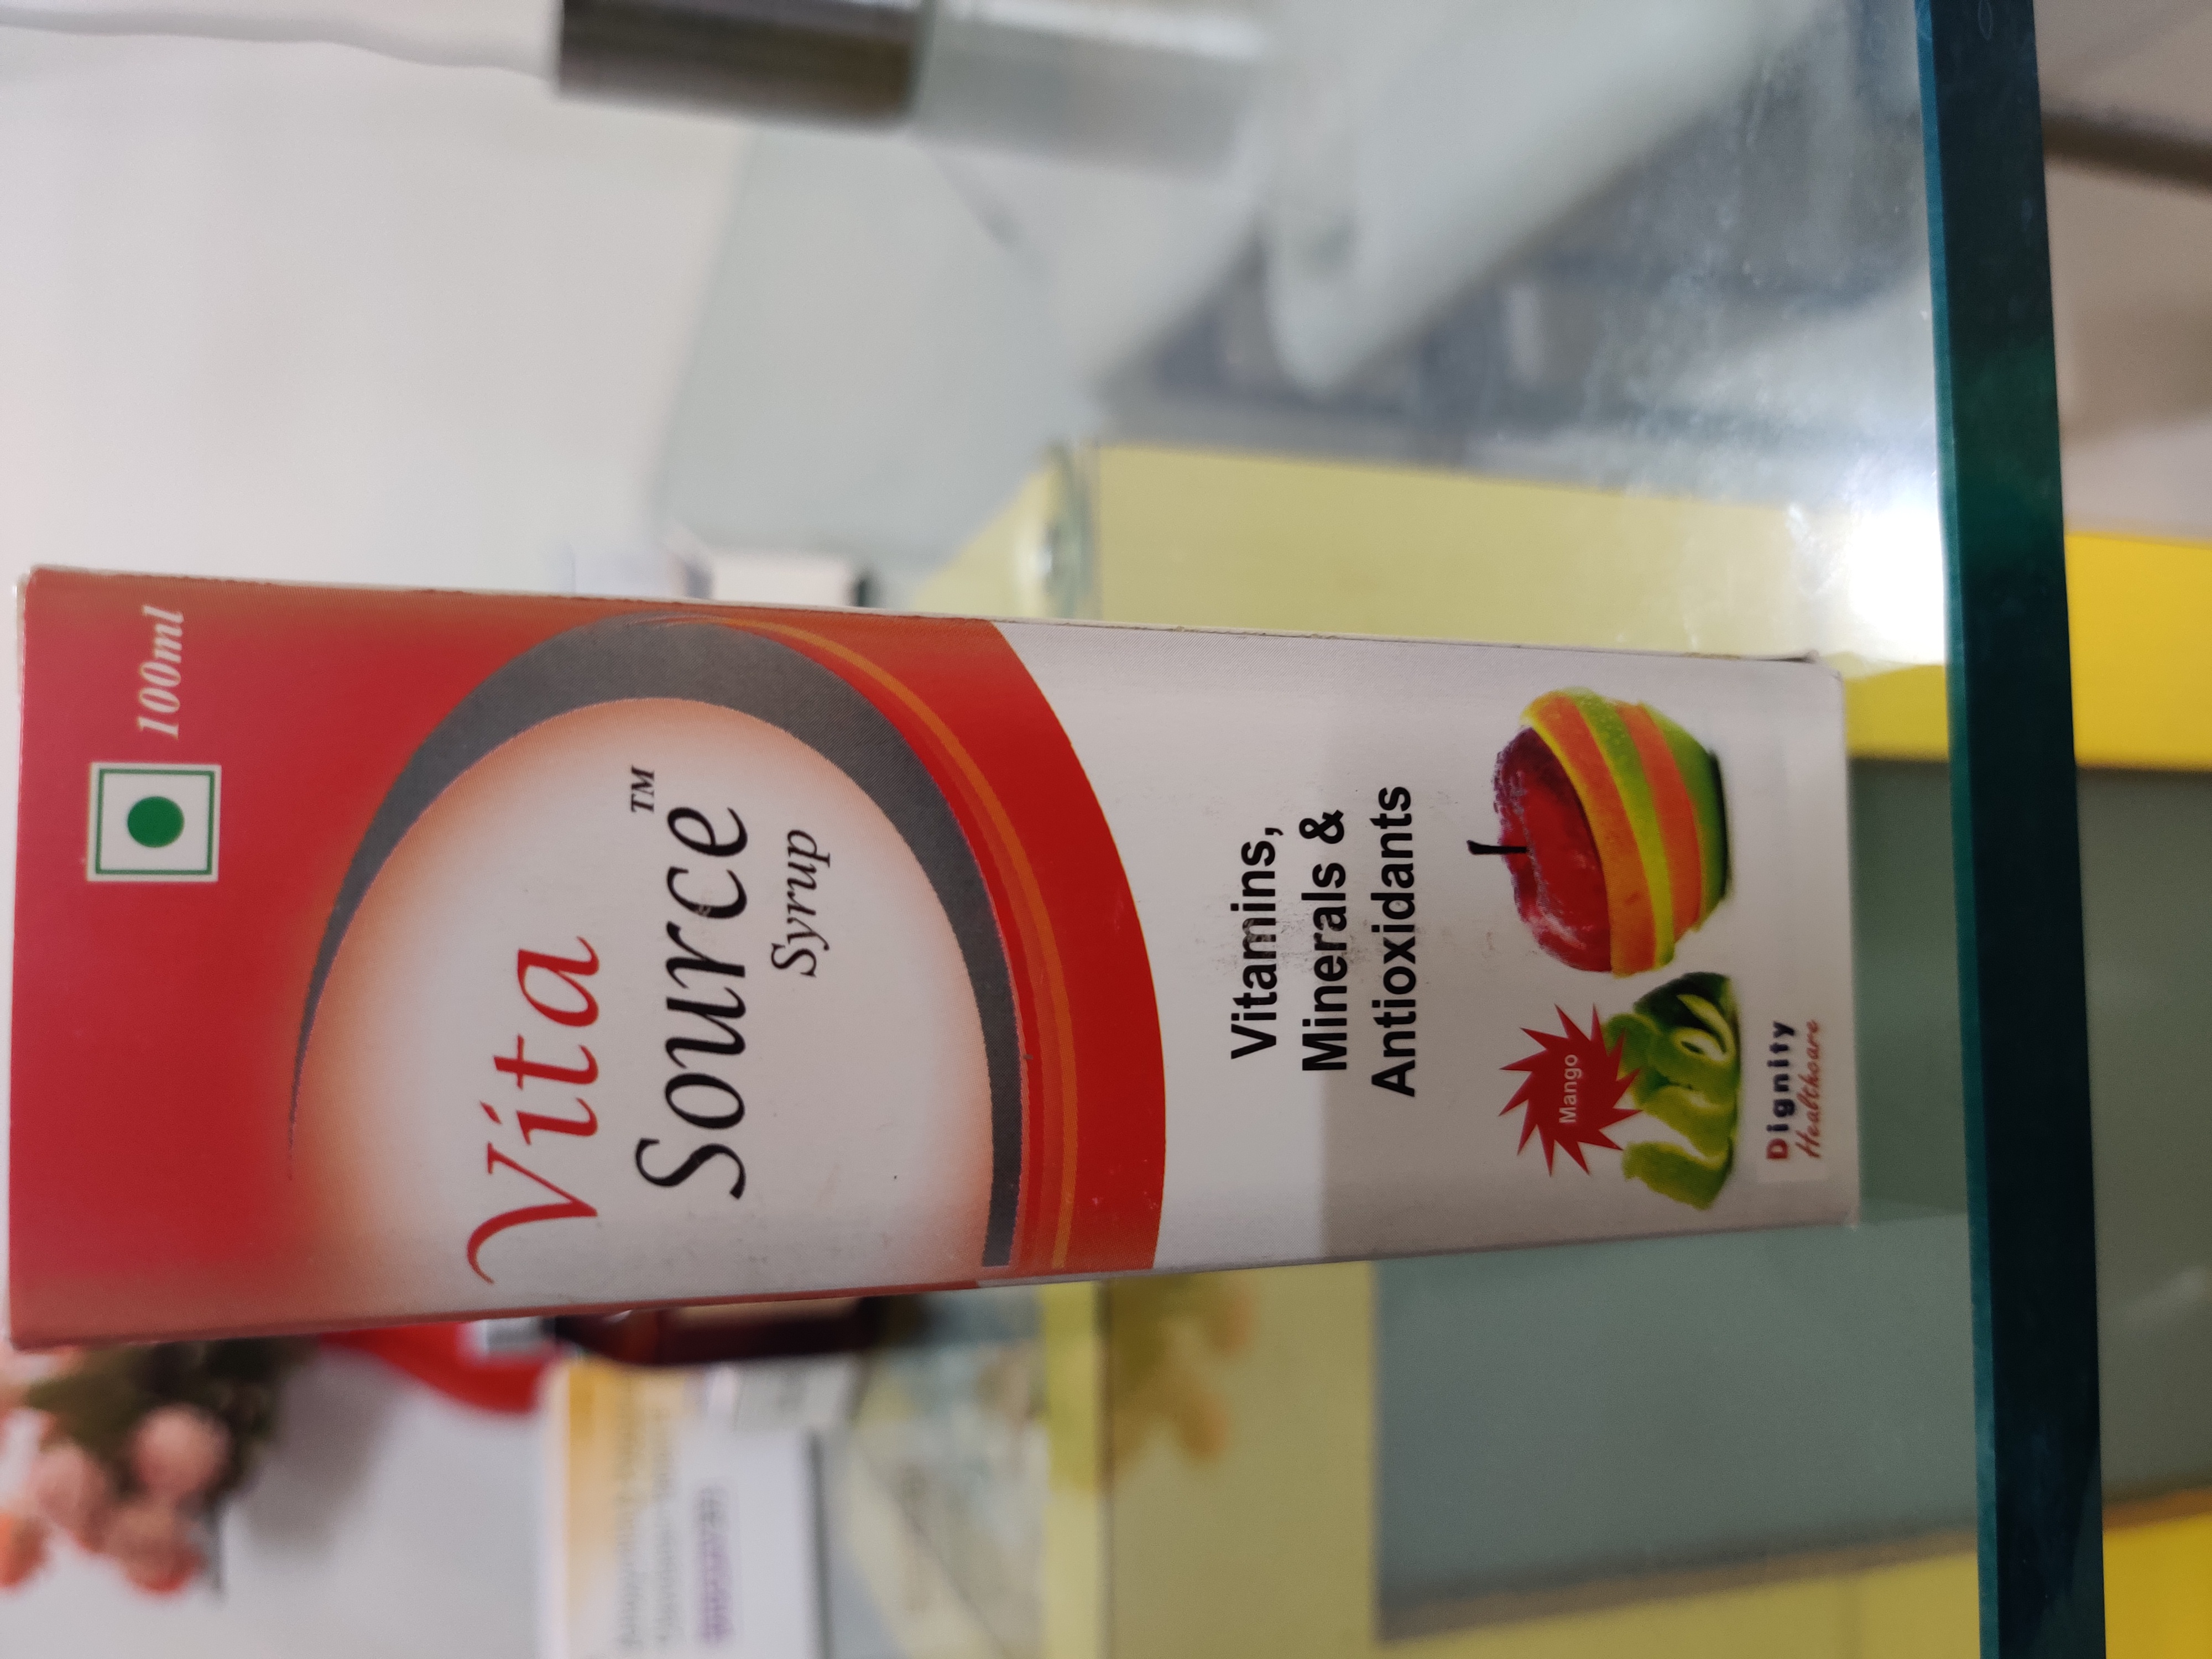 100ml
Vita
Source™
Syrup
Vitamins,
Minerals &
Antioxidants
Mango
Dignity
Healthcare